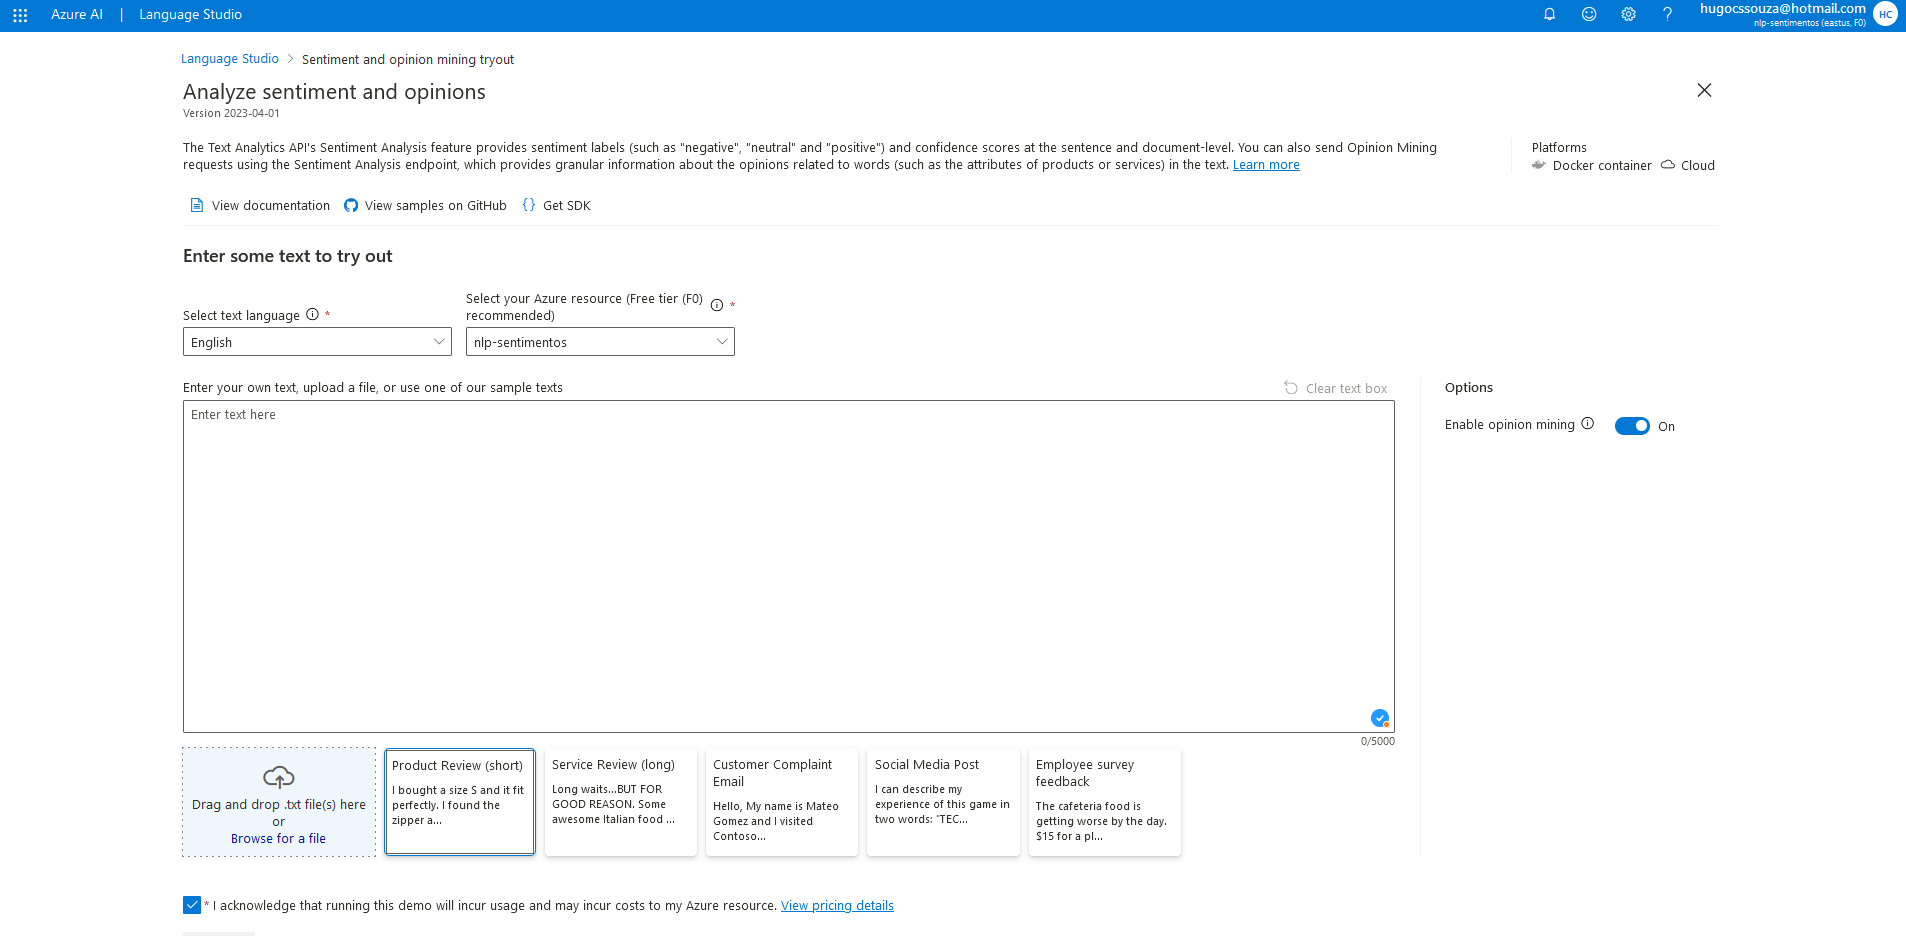 Azure AI | Language Studio
hugocssouza@hotmail.com
nlp-sentimentos (eastus, F0)
HC
Language Studio > Sentiment and opinion mining tryout
Analyze sentiment and opinions
Version 2023-04-01
The Text Analytics API's Sentiment Analysis feature provides sentiment labels (such as "negative", "neutral" and "positive") and confidence scores at the sentence and document-level. You can also send Opinion Mining
requests using the Sentiment Analysis endpoint, which provides granular information about the opinions related to words (such as the attributes of products or services) in the text. Learn more
Platforms
Docker container Cloud
View documentation View samples on GitHub {} Get SDK
Enter some text to try out
Select text language *
English
Select your Azure resource (Free tier (F0)
recommended) *
nlp-sentimentos
Enter your own text, upload a file, or use one of our sample texts
Clear text box
Enter text here
0/5000
Options
Enable opinion mining On
Drag and drop .txt file(s) here
or
Browse for a file
Product Review (short)
I bought a size S and it fit
perfectly. I found the
zipper a...
Service Review (long)
Long waits...BUT FOR
GOOD REASON. Some
awesome Italian food ...
Customer Complaint
Email
Hello, My name is Mateo
Gomez and I visited
Contoso...
Social Media Post
I can describe my
experience of this game in
two words: "TEC...
Employee survey
feedback
The cafeteria food is
getting worse by the day.
$15 for a pl...
* I acknowledge that running this demo will incur usage and may incur costs to my Azure resource. View pricing details